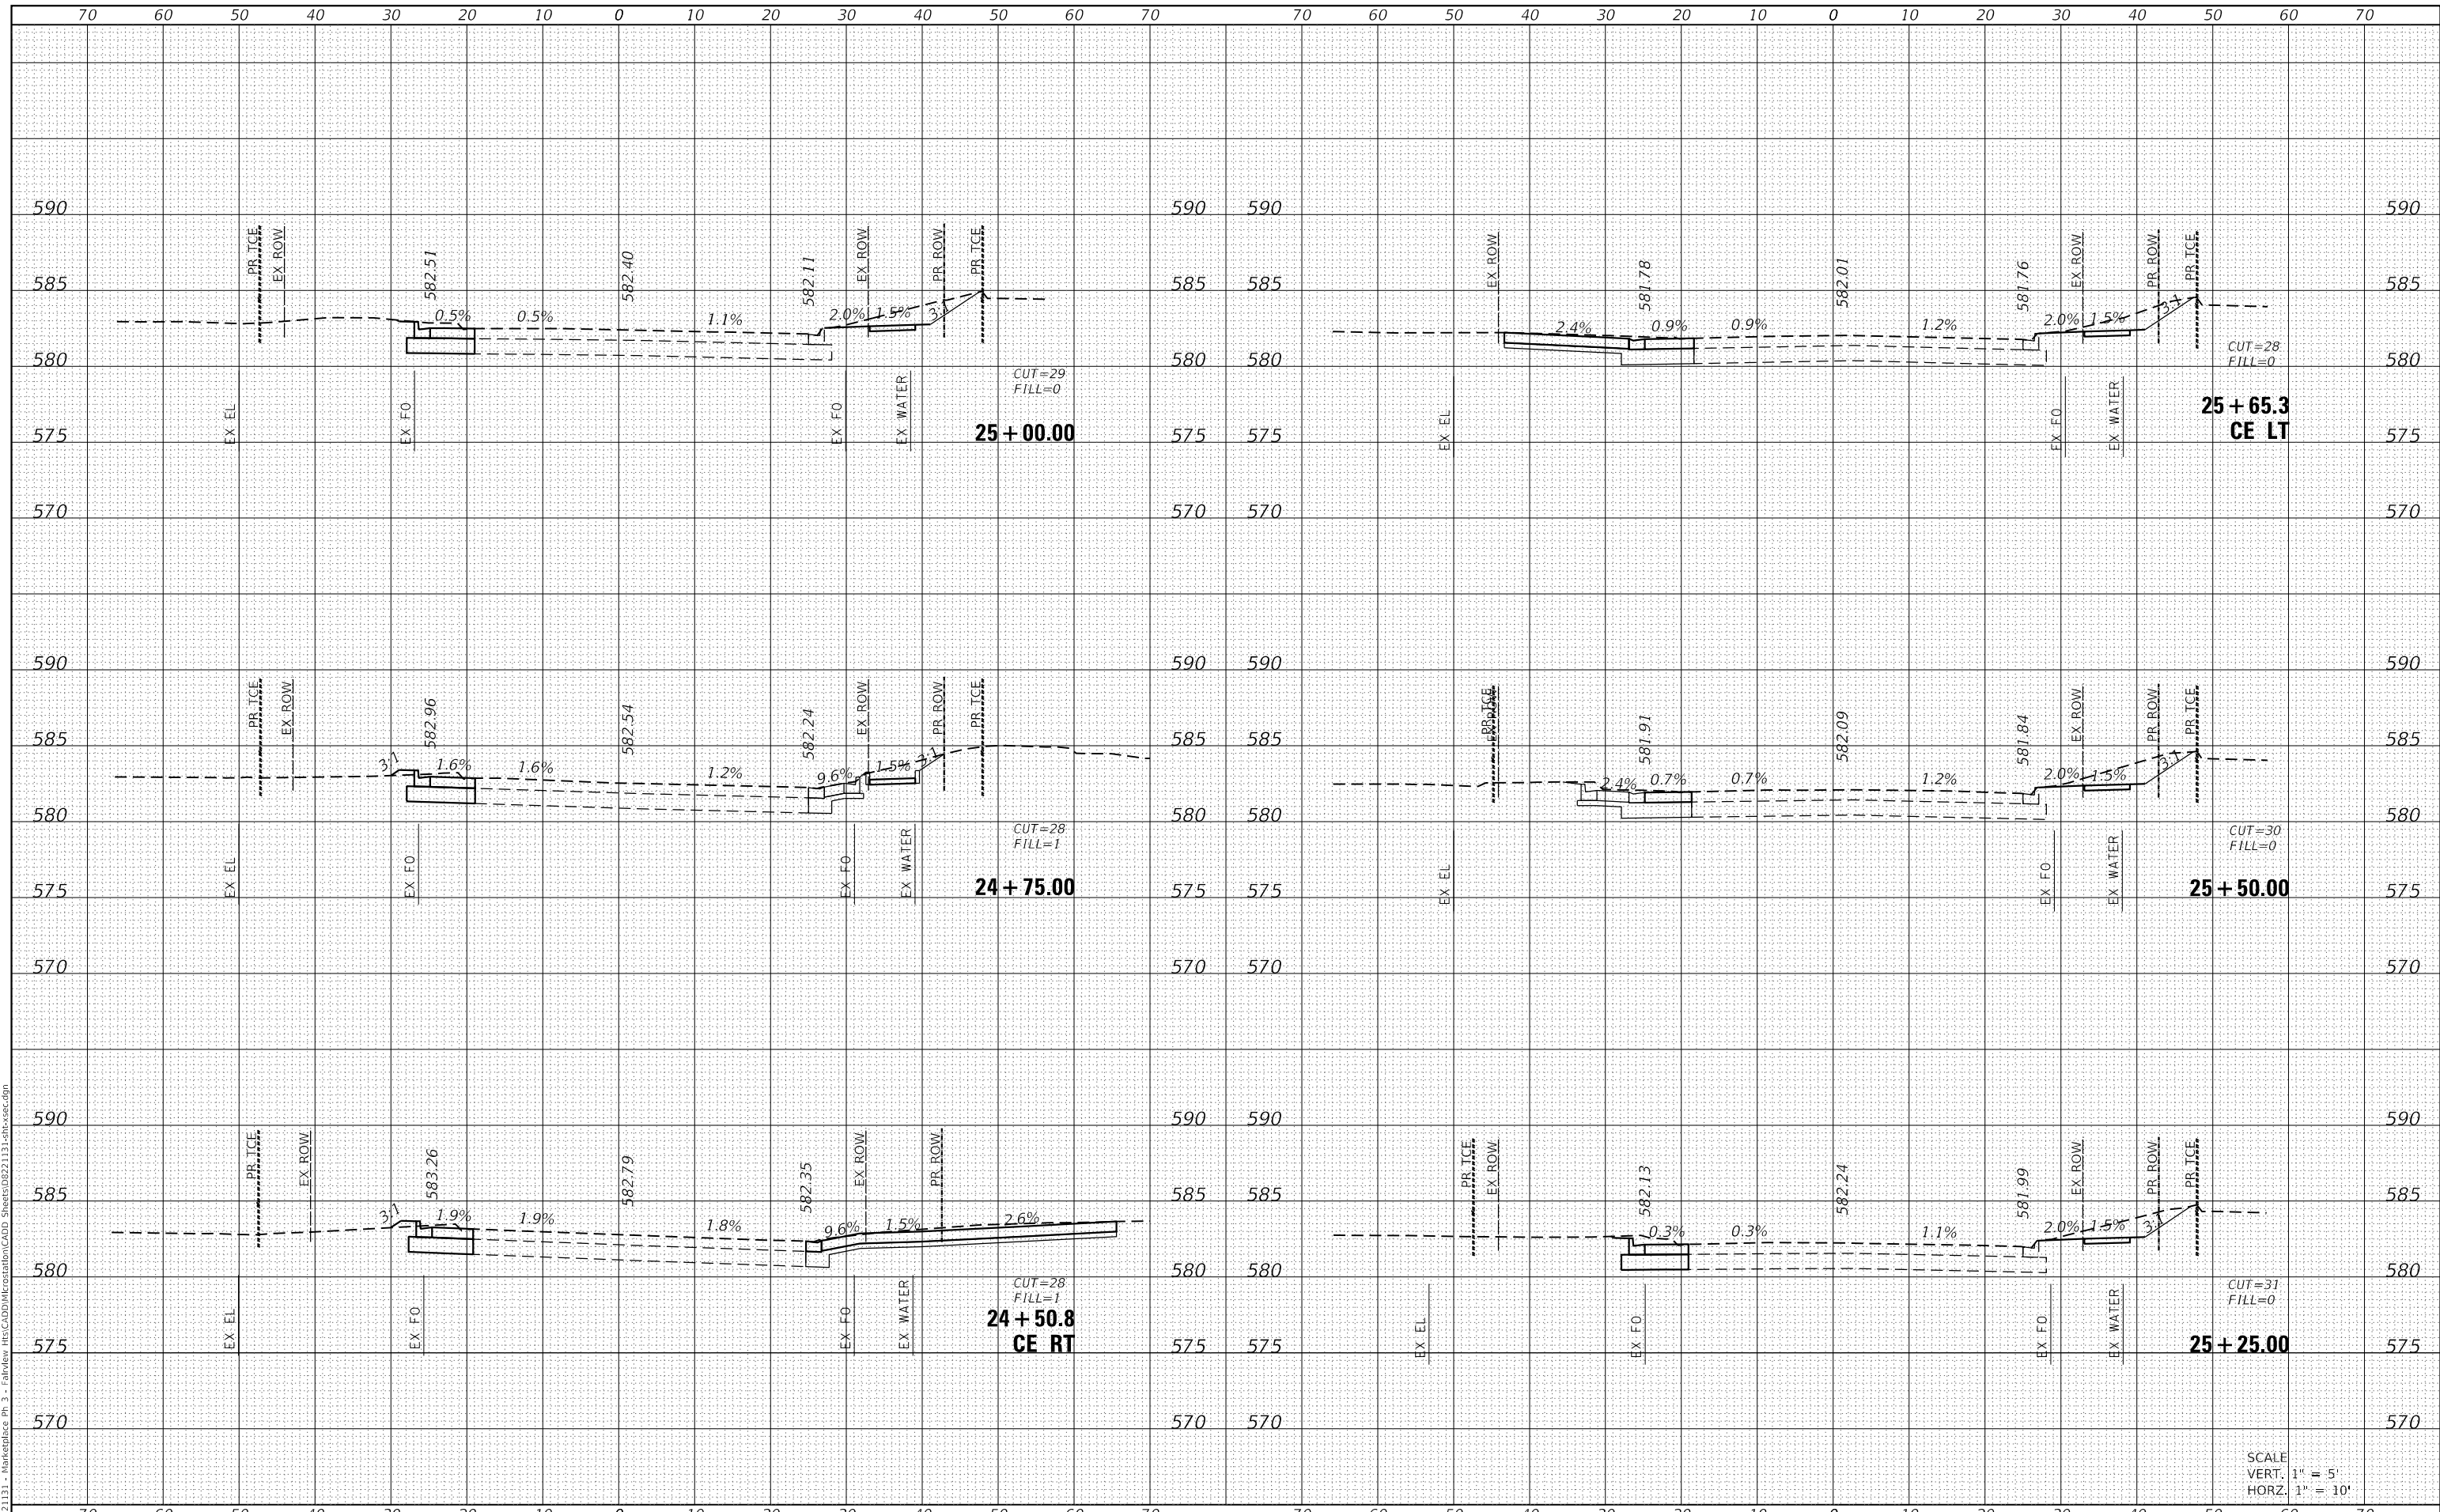 70 60 50 40 30 20 10 0 10 20 30 40 50 60 70 70 60 50 40 30 20 10 0 10 20 30 40 50 60 70
590 590 590 590
PR TCE
EX ROW
582.51
582.40
582.11
EX ROW
PR ROW
PR TCE
EX ROW
581.78
582.01
581.76
EX ROW
PR ROW
PR TCE
585 585 585 585
0.5% 0.5% 1.1% 2.0% 1.5% 3:1
2.4% 0.9% 0.9% 1.2% 2.0% 1.5% 3:1
580 580 580 580
CUT=29
FILL=0
CUT=28
FILL=0
EX EL
EX FO
EX FO
EX WATER
25+00.00
EX EL
EX FO
EX WATER
25+65.3
CE LT
575 575 575 575
570 570 570 570
590 590 590 590
PR TCE
EX ROW
582.96
582.54
582.24
EX ROW
PR ROW
PR TCE
PR TCE
EX ROW
581.91
582.09
581.84
EX ROW
PR ROW
PR TCE
585 585 585 585
3:1 1.6% 1.6% 1.2% 9.6% 1.5% 3:1
2.4% 0.7% 0.7% 1.2% 2.0% 1.5% 3:1
580 580 580 580
CUT=28
FILL=1
CUT=30
FILL=0
EX EL
EX FO
EX FO
EX WATER
24+75.00
EX EL
EX FO
EX WATER
25+50.00
575 575 575 575
570 570 570 570
590 590 590 590
PR TCE
EX ROW
583.26
582.79
582.35
EX ROW
PR ROW
PR TCE
EX ROW
582.13
582.24
581.99
EX ROW
PR ROW
PR TCE
585 585 585 585
3:1 1.9% 1.9% 1.8% 9.6% 1.5% 2.6%
0.3% 0.3% 1.1% 2.0% 1.5% 3:1
580 580 580 580
CUT=28
FILL=1
CUT=31
FILL=0
EX EL
EX FO
EX FO
EX WATER
24+50.8
CE RT
EX EL
EX FO
EX FO
EX WATER
25+25.00
575 575 575 575
570 570 570 570
SCALE
VERT. 1" = 5'
HORZ. 1" = 10'
21131 - Marketplace Ph 3 - Fairview Hts\CADD\Microstation\CADD Sheets\D8221131-sht-xsec.dgn